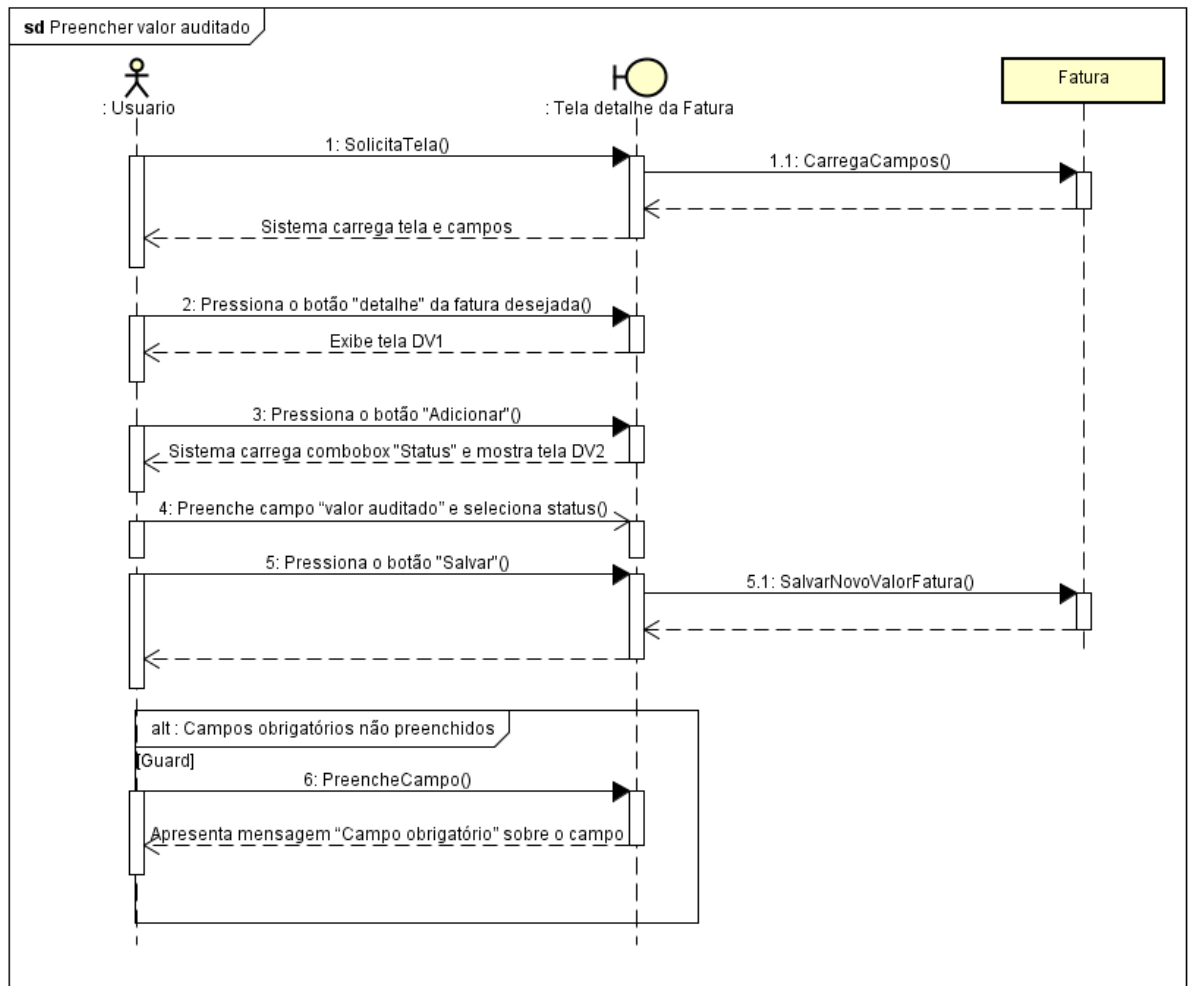 sd Preencher valor auditado
: Usuario
: Tela detalhe da Fatura
Fatura
1: SolicitaTela()
1.1: CarregaCampos()
Sistema carrega tela e campos
2: Pressiona o botão "detalhe" da fatura desejada()
Exibe tela DV1
3: Pressiona o botão "Adicionar"()
Sistema carrega combobox "Status" e mostra tela DV2
4: Preenche campo “valor auditado” e seleciona status()
5: Pressiona o botão "Salvar"()
5.1: SalvarNovoValorFatura()
alt : Campos obrigatórios não preenchidos
[Guard]
6: PreencheCampo()
Apresenta mensagem “Campo obrigatório” sobre o campo